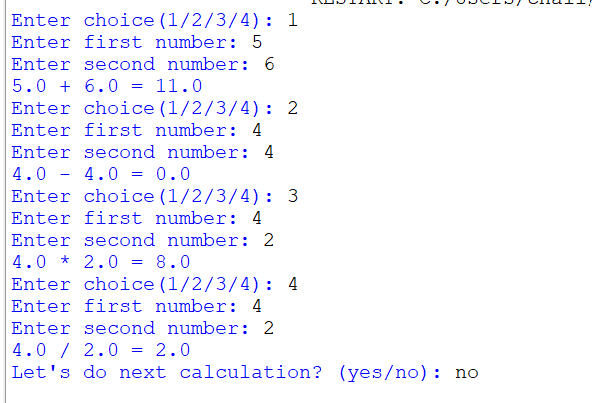 RESTART: C:/Users/chall/
Enter choice(1/2/3/4): 1
Enter first number: 5
Enter second number: 6
5.0 + 6.0 = 11.0
Enter choice(1/2/3/4): 2
Enter first number: 4
Enter second number: 4
4.0 - 4.0 = 0.0
Enter choice(1/2/3/4): 3
Enter first number: 4
Enter second number: 2
4.0 * 2.0 = 8.0
Enter choice(1/2/3/4): 4
Enter first number: 4
Enter second number: 2
4.0 / 2.0 = 2.0
Let's do next calculation? (yes/no): no